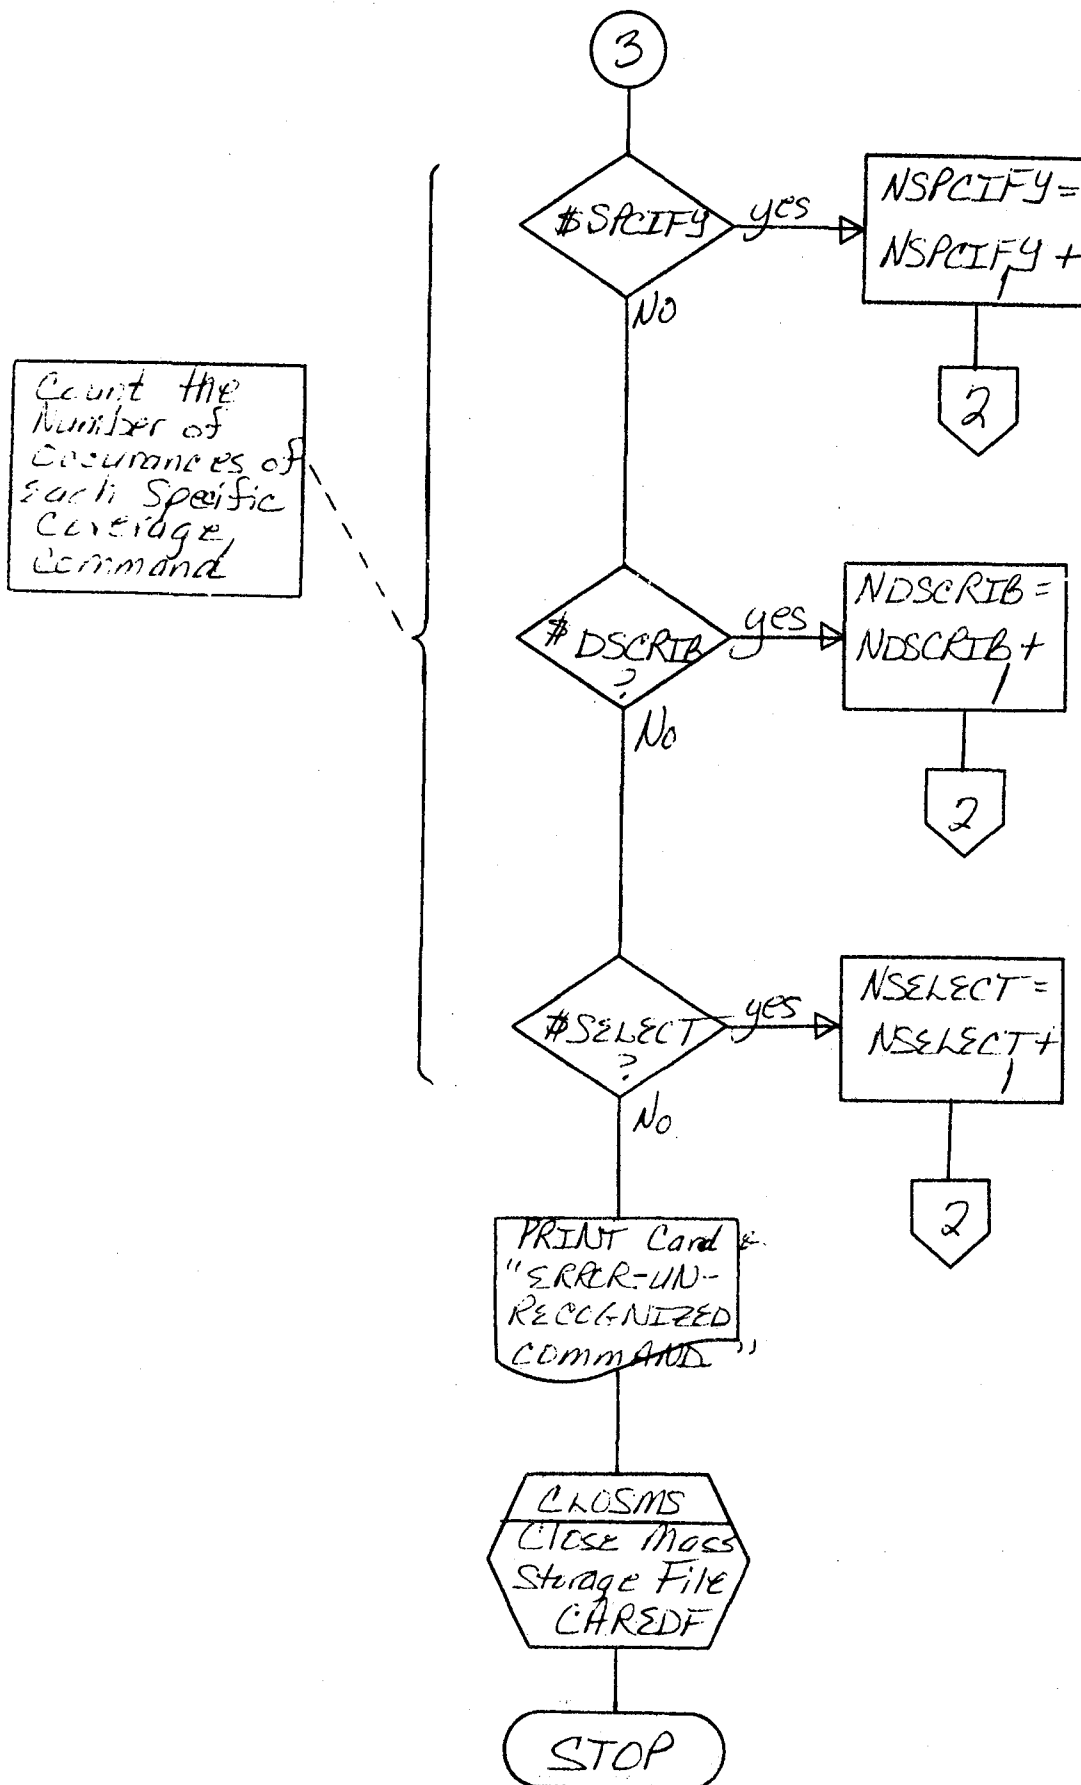 3
$SPCIFY
yes
NSPCIFY =
NSPCIFY +
1
No
2
Count the
Number of
Occurances of
Each Specific
Coverage
Command
$ DSCRIB
?
yes
NDSCRIB =
NDSCRIB +
1
No
2
$SELECT
?
yes
NSELECT =
NSELECT +
1
No
2
PRINT Card &
"ERROR-UN-
RECOGNIZED
COMMAND"
CLOSMS
Close Mass
Storage File
CAREDF
STOP